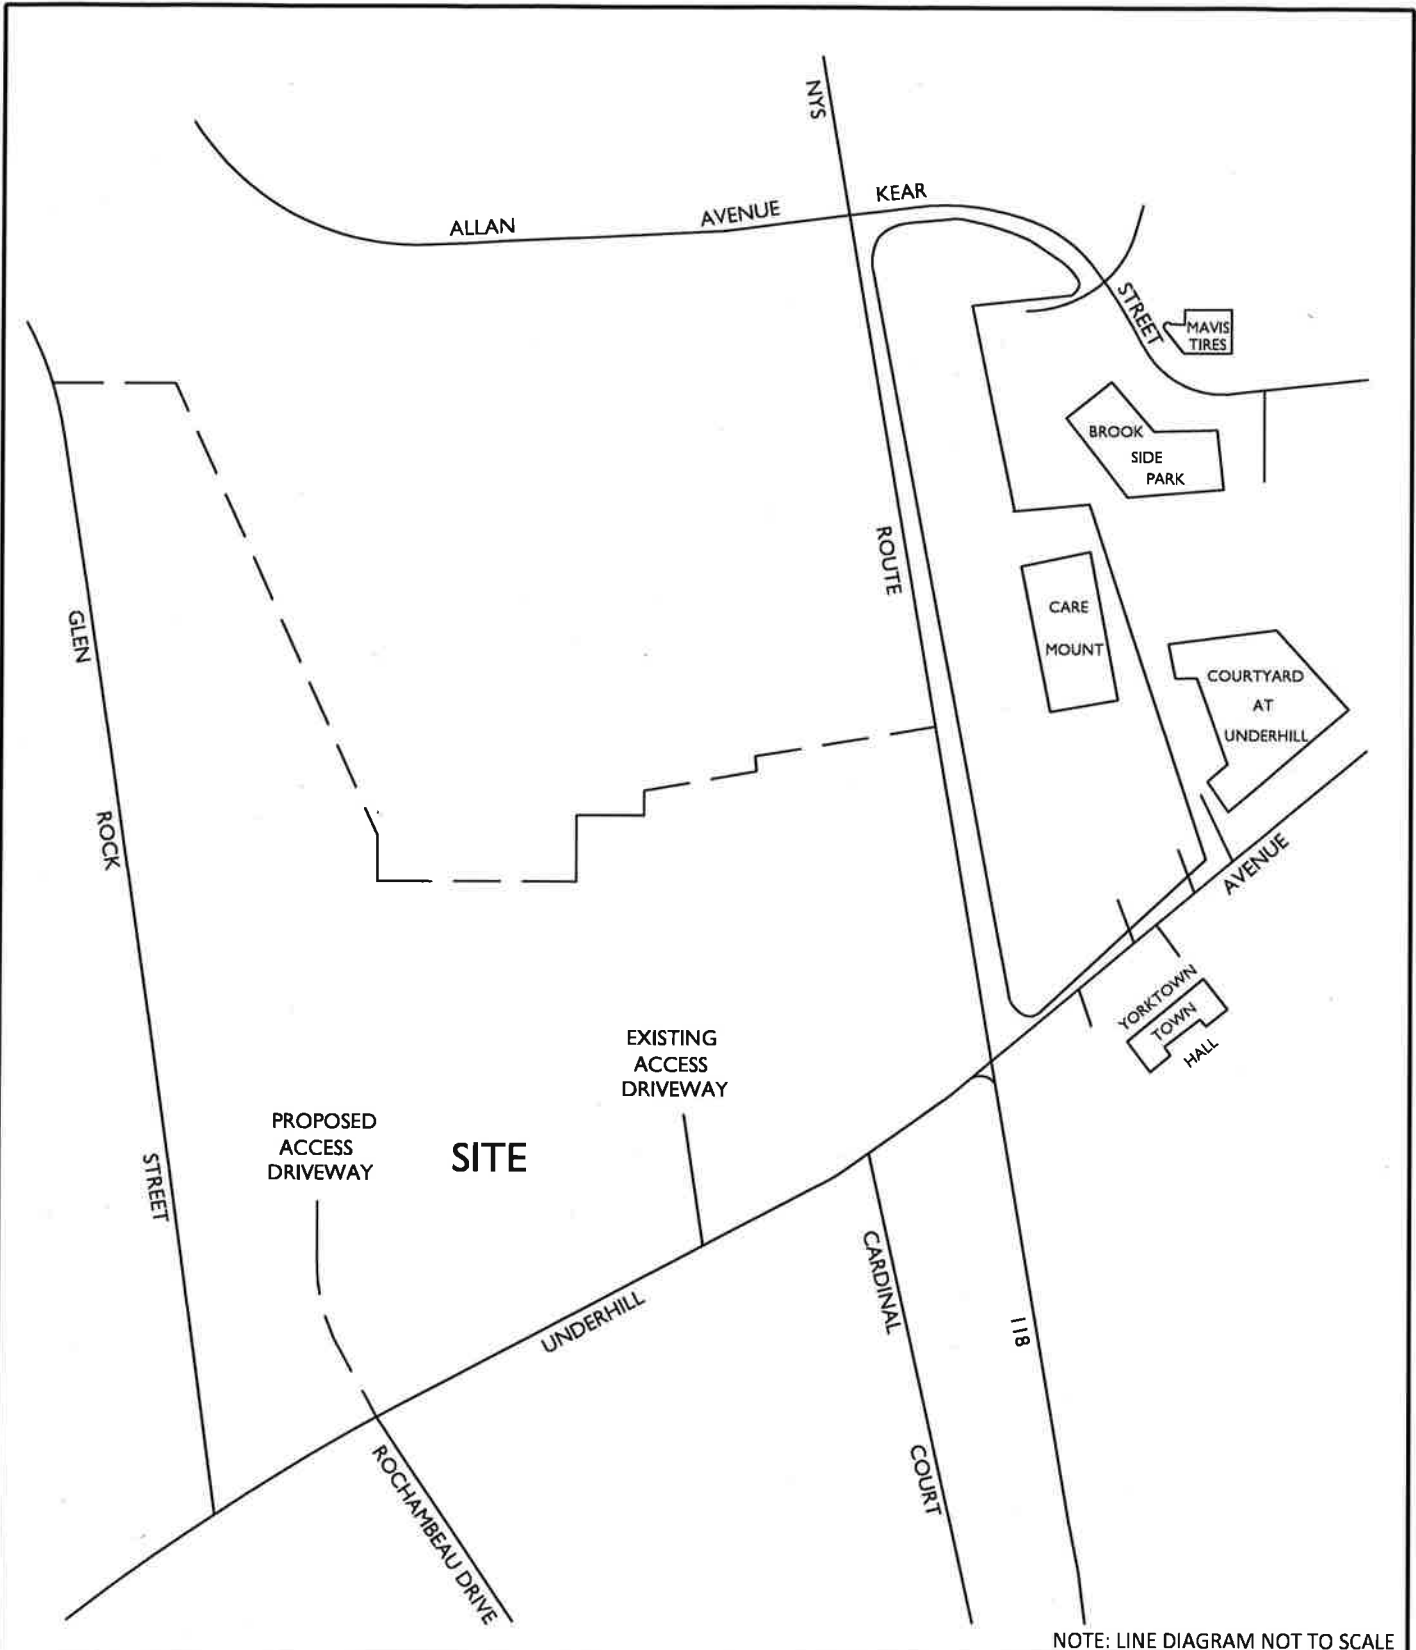 NYS
KEAR
ALLAN AVENUE
STREET
MAVIS
TIRES
BROOK
SIDE
PARK
ROUTE
CARE
MOUNT
GLEN
COURTYARD
AT
UNDERHILL
ROCK
AVENUE
YORKTOWN
TOWN
HALL
EXISTING
ACCESS
DRIVEWAY
PROPOSED
ACCESS
DRIVEWAY
SITE
STREET
CARDINAL
UNDERHILL
118
COURT
ROCHAMBEAU DRIVE
NOTE: LINE DIAGRAM NOT TO SCALE